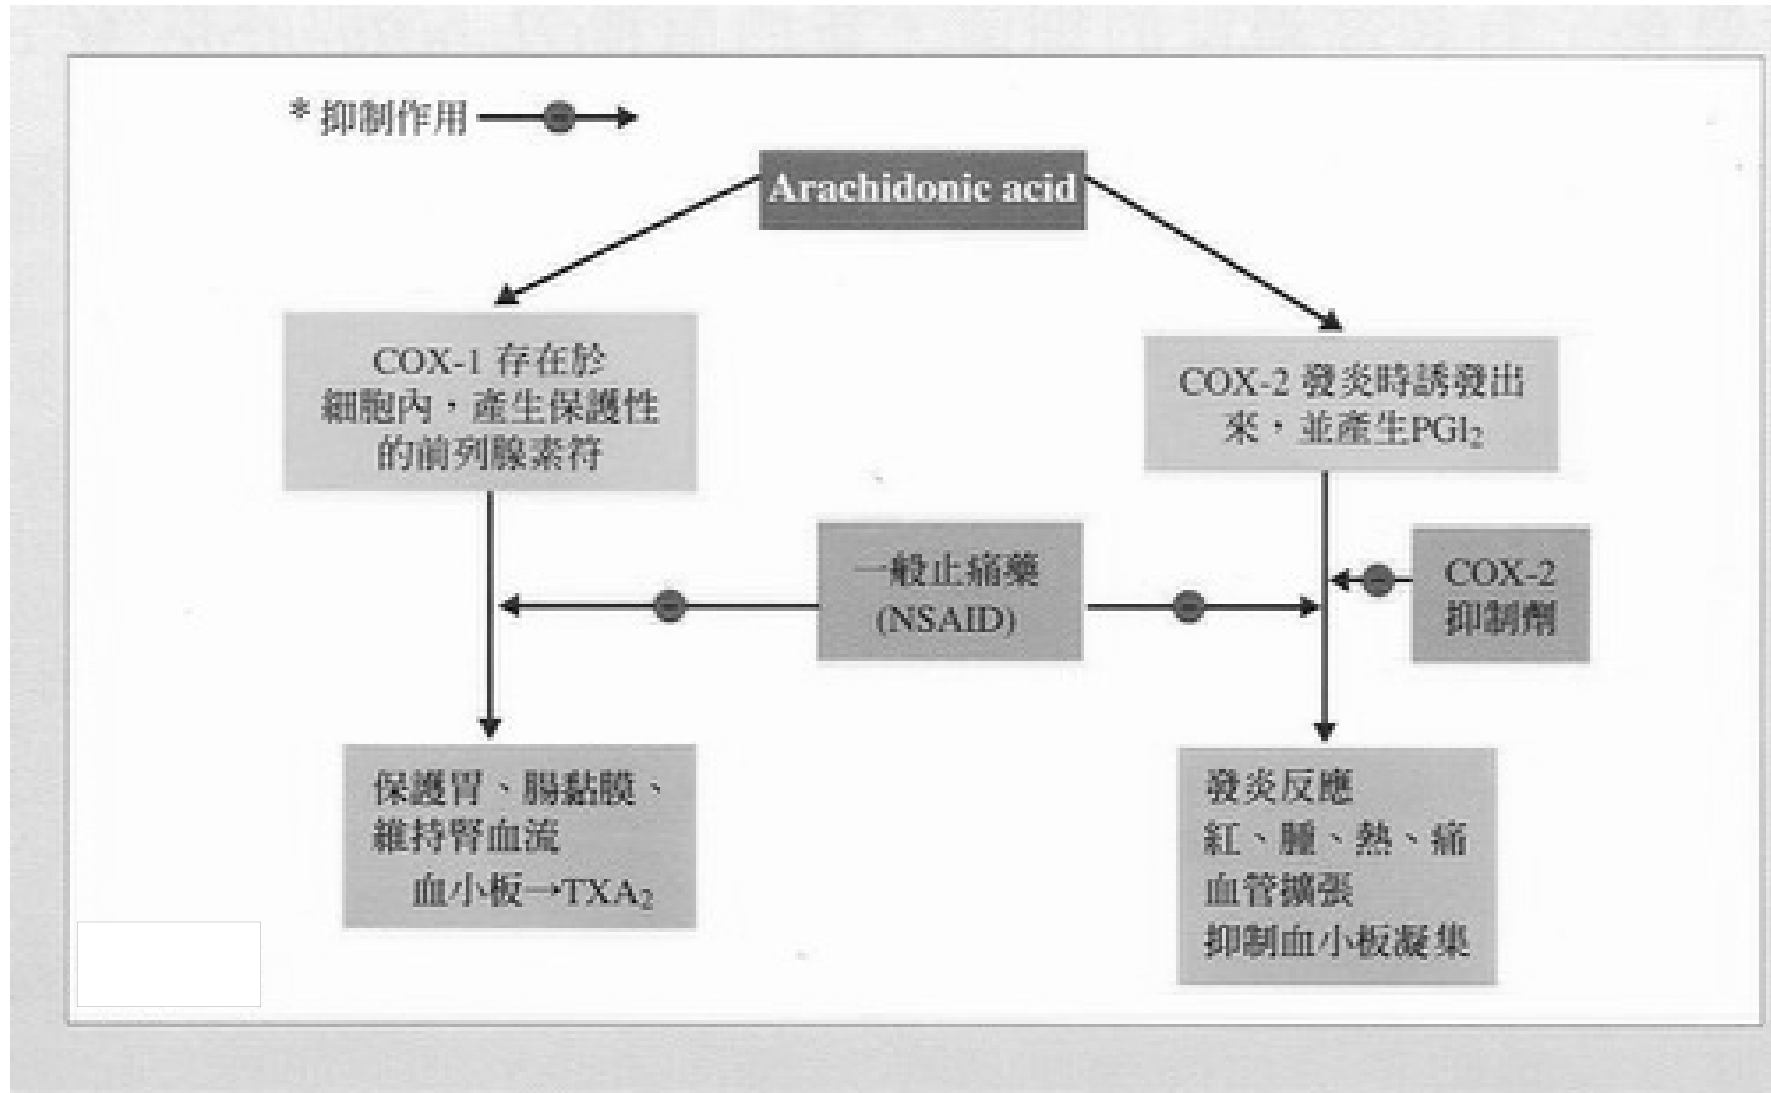 * 抑制作用
Arachidonic acid
COX-1 存在於
細胞內，產生保護性
的前列腺素符
COX-2 發炎時誘發出
來，並產生PGI₂
一般止痛藥
(NSAID)
COX-2
抑制劑
保護胃、腸黏膜、
維持腎血流
血小板→TXA₂
發炎反應
紅、腫、熱、痛
血管擴張
抑制血小板凝集